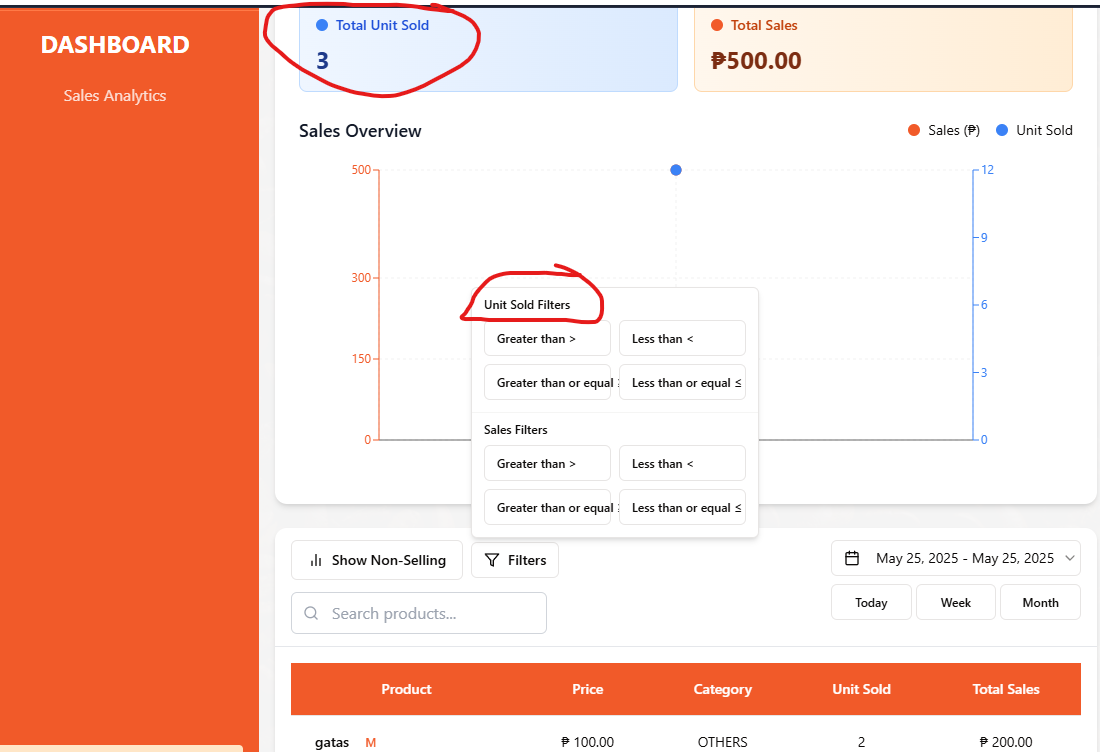 DASHBOARD
Sales Analytics
Total Unit Sold
3
Total Sales
₱500.00
Sales Overview
Sales (₱)
Unit Sold
500
300
150
0
12
9
6
3
0
Unit Sold Filters
Greater than >
Less than <
Greater than or equal
Less than or equal ≤
Sales Filters
Greater than >
Less than <
Greater than or equal
Less than or equal ≤
Show Non-Selling
Filters
May 25, 2025 - May 25, 2025
Search products...
Today
Week
Month
Product Price Category Unit Sold Total Sales
gatas M ₱ 100.00 OTHERS 2 ₱ 200.00